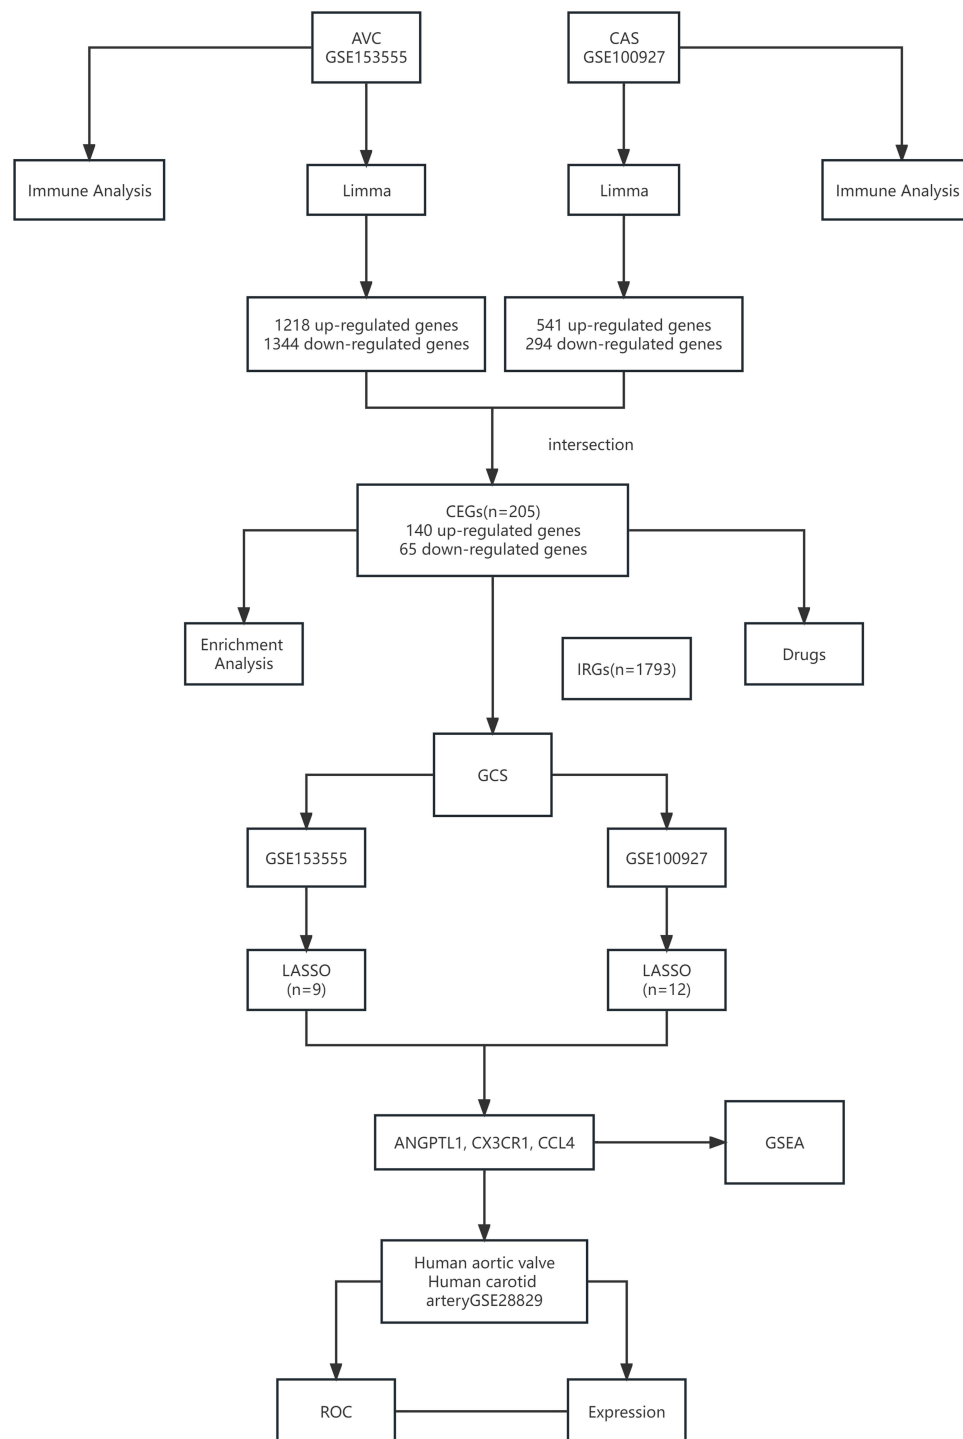 AVC
GSE153555
CAS
GSE100927
Immune Analysis
Limma
Limma
Immune Analysis
1218 up-regulated genes
1344 down-regulated genes
541 up-regulated genes
294 down-regulated genes
intersection
CEGs(n=205)
140 up-regulated genes
65 down-regulated genes
Enrichment
Analysis
IRGs(n=1793)
Drugs
GCS
GSE153555
GSE100927
LASSO
(n=9)
LASSO
(n=12)
ANGPTL1, CX3CR1, CCL4
GSEA
Human aortic valve
Human carotid
arteryGSE28829
ROC
Expression